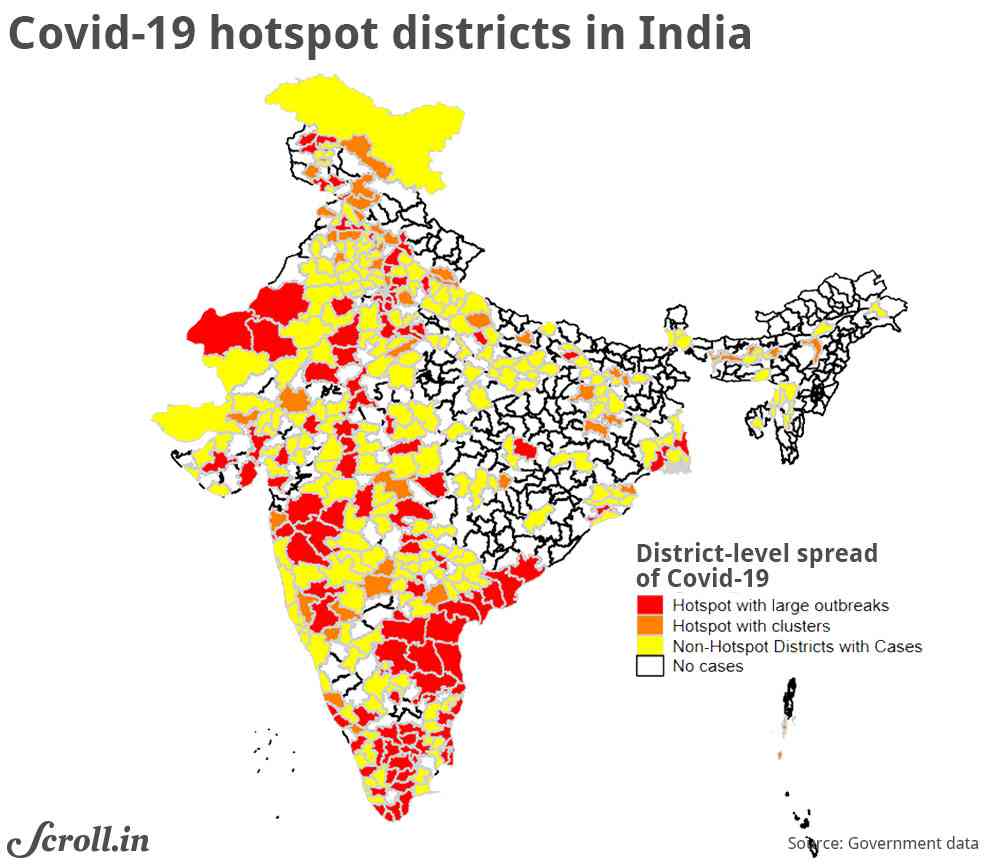 Covid-19 hotspot districts in India
District-level spread
of Covid-19
Hotspot with large outbreaks
Hotspot with clusters
Non-Hotspot Districts with Cases
No cases
Scroll.in
Source: Government data